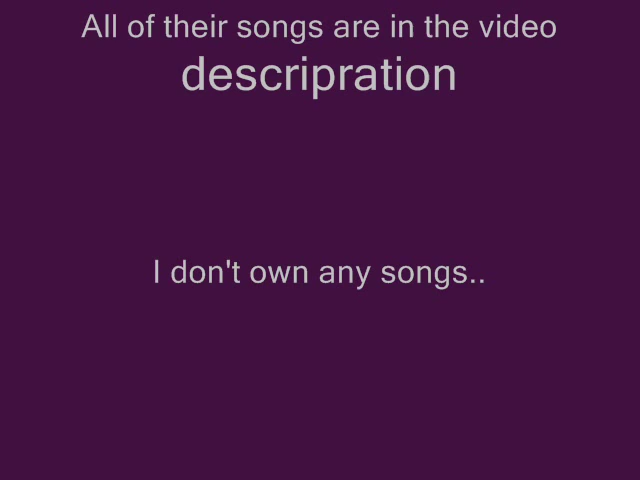 All of their songs are in the video
descripration
I don't own any songs..